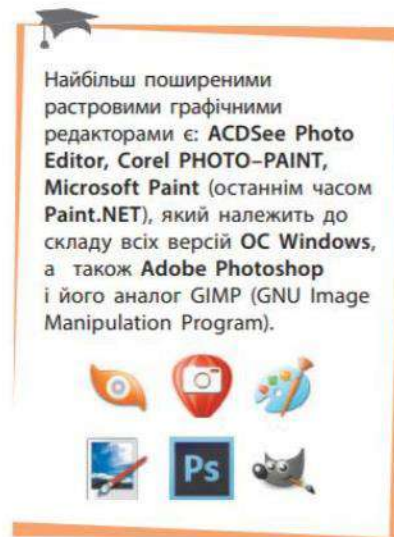 Найбільш поширеними
растровими графічними
редакторами є: ACDSee Photo
Editor, Corel PHOTO–PAINT,
Microsoft Paint (останнім часом
Paint.NET), який належить до
складу всіх версій ОС Windows,
а також Adobe Photoshop
і його аналог GIMP (GNU Image
Manipulation Program).
Ps